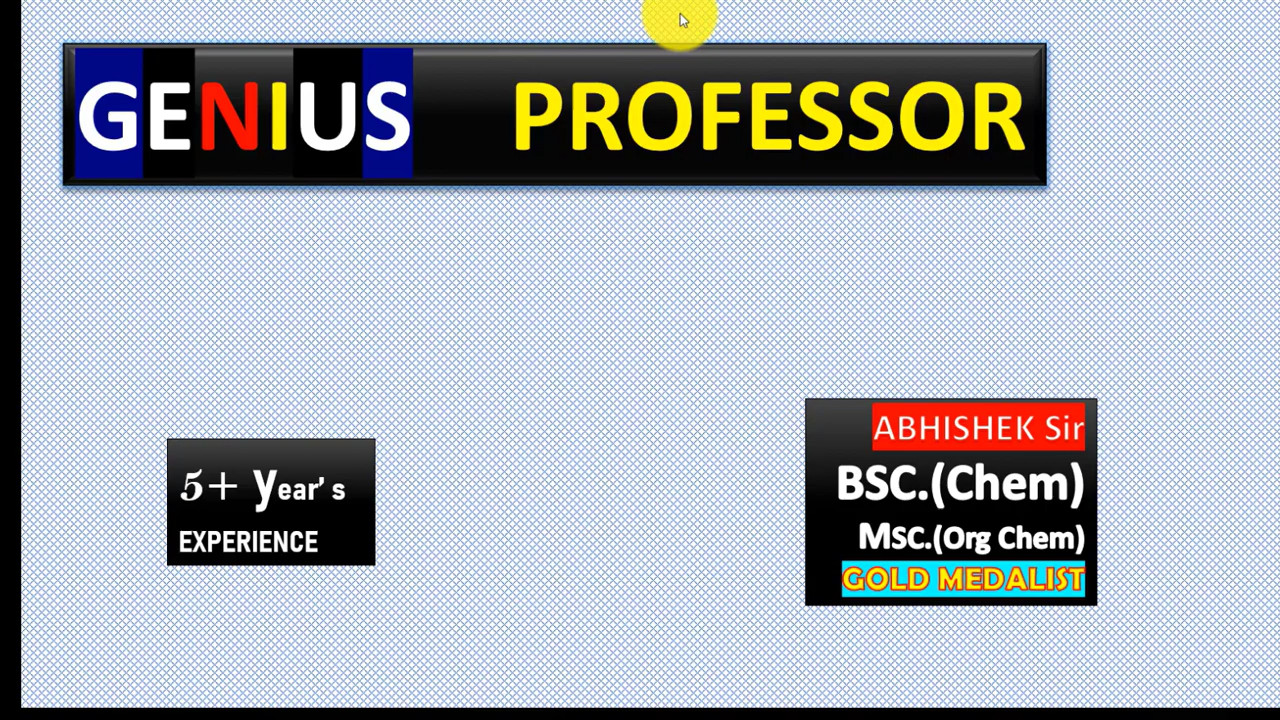 GENIUS PROFESSOR
5+ Year's
EXPERIENCE
ABHISHEK Sir
BSC.(Chem)
MSC.(Org Chem)
GOLD MEDALIST